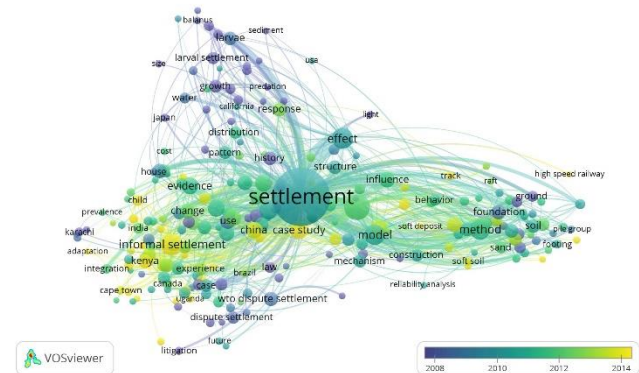 balanus
sediment
larvae
larval settlement
usa
size
growth
predation
water
california
response
light
japan
distribution
effect
cost
pattern
history
structure
high speed railway
house
evidence
influence
track
raft
settlement
child
behavior
ground
prevalence
change
use
soft deposit
foundation
karachi
india
china
case study
model
method
soil
pile group
informal settlement
sand
footing
adaptation
kenya
mechanism
construction
soft soil
integration
experience
brazil
law
reliability analysis
cape town
canada
case
uganda
wto dispute settlement
dispute settlement
future
litigation
VOSviewer
2008 2010 2012 2014